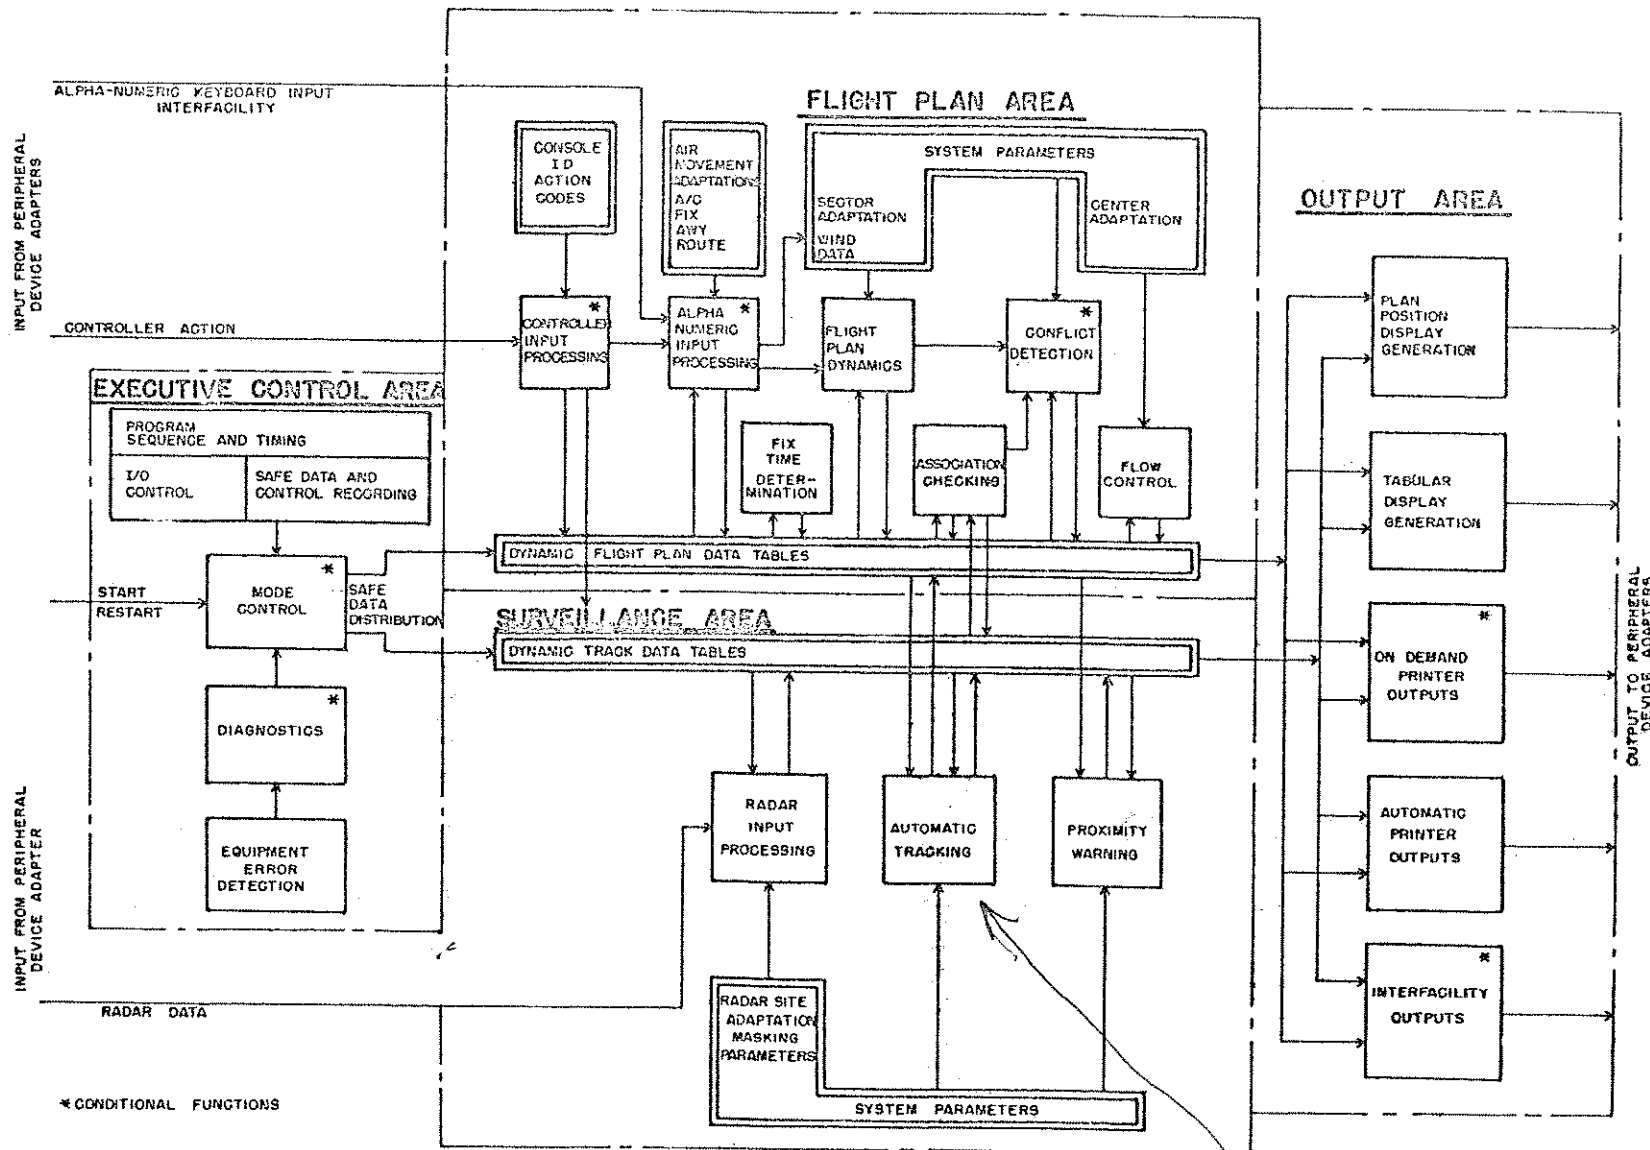 ALPHA-NUMERIC KEYBOARD INPUT
INTERFACILITY
INPUT FROM PERIPHERAL
DEVICE ADAPTERS
FLIGHT PLAN AREA
CONSOLE
I D
ACTION
CODES
AIR
MOVEMENT
ADAPTATIONS
A/C
FIX
AWY
ROUTE
SYSTEM PARAMETERS
SECTOR
ADAPTATION
WIND
DATA
CENTER
ADAPTATION
OUTPUT AREA
CONTROLLER ACTION
*
CONTROLLER
INPUT
PROCESSING
*
ALPHA
NUMERIC
INPUT
PROCESSING
FLIGHT
PLAN
DYNAMICS
*
CONFLICT
DETECTION
PLAN
POSITION
DISPLAY
GENERATION
EXECUTIVE CONTROL AREA
PROGRAM
SEQUENCE AND TIMING
I/O
CONTROL
SAFE DATA AND
CONTROL RECORDING
FIX
TIME
DETER-
MINATION
ASSOCIATION
CHECKING
FLOW
CONTROL
TABULAR
DISPLAY
GENERATION
DYNAMIC FLIGHT PLAN DATA TABLES
START
RESTART
*
MODE
CONTROL
SAFE
DATA
DISTRIBUTION
SURVEILLANCE AREA
DYNAMIC TRACK DATA TABLES
*
ON DEMAND
PRINTER
OUTPUTS
OUTPUT TO PERIPHERAL
DEVICE ADAPTERS
*
DIAGNOSTICS
EQUIPMENT
ERROR
DETECTION
RADAR
INPUT
PROCESSING
AUTOMATIC
TRACKING
PROXIMITY
WARNING
AUTOMATIC
PRINTER
OUTPUTS
INPUT FROM PERIPHERAL
DEVICE ADAPTER
RADAR DATA
RADAR SITE
ADAPTATION
MASKING
PARAMETERS
SYSTEM PARAMETERS
*
INTERFACILITY
OUTPUTS
* CONDITIONAL FUNCTIONS